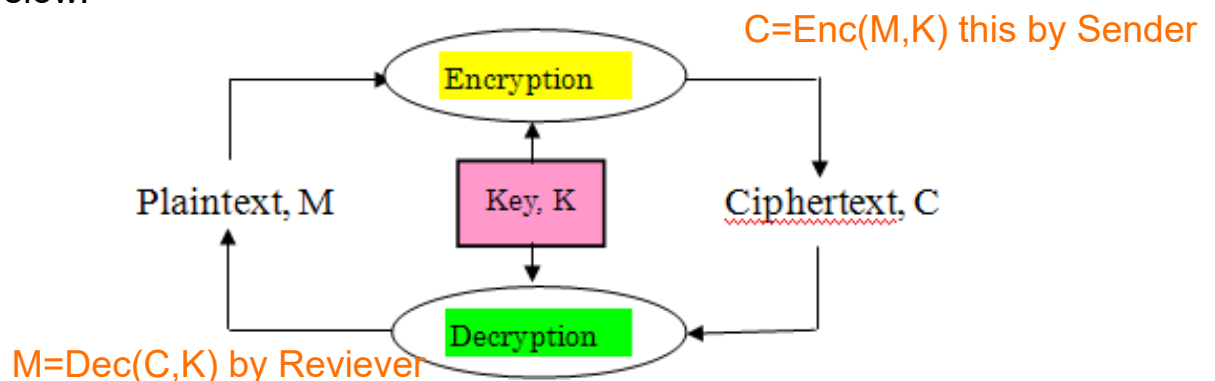 C=Enc(M,K) this by Sender
Encryption
Plaintext, M
Key, K
Ciphertext, C
Decryption
M=Dec(C,K) by Reviever